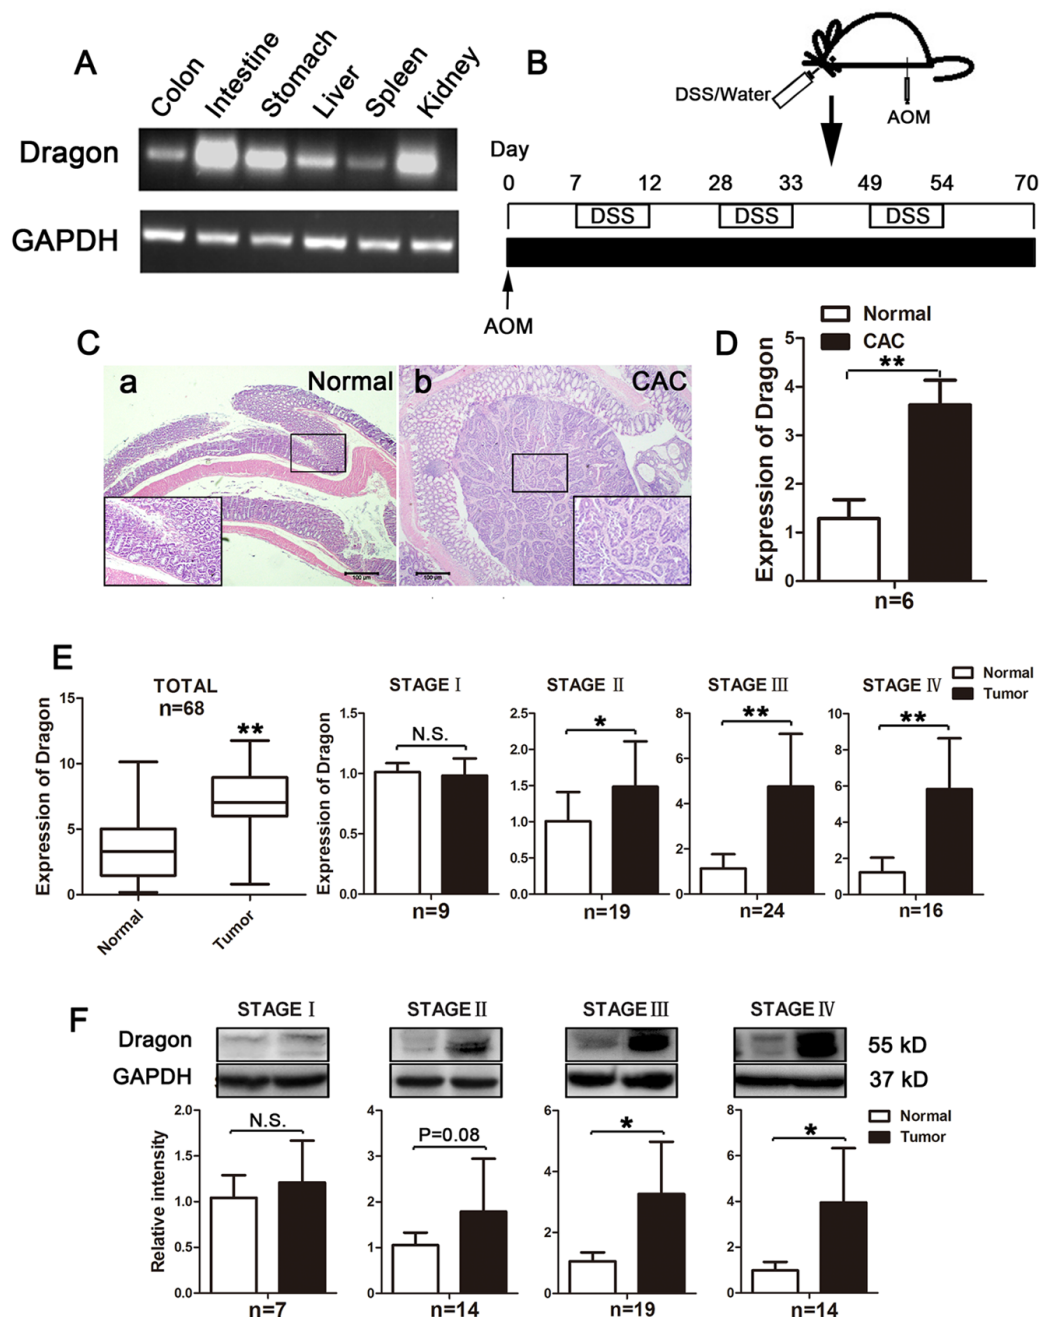 A
Colon
Intestine
Stomach
Liver
Spleen
Kidney
Dragon
GAPDH
B
DSS/Water
AOM
Day
0 7 12 28 33 49 54 70
DSS DSS DSS
AOM
C
a Normal
b CAC
100 μm
100 μm
D
Normal
CAC
Expression of Dragon
5
4
3
2
1
0
**
n=6
E
TOTAL
n=68
Expression of Dragon
15
10
5
0
**
Normal
Tumor
STAGE Ⅰ
Expression of Dragon
1.5
1.0
0.5
0.0
N.S.
n=9
STAGE Ⅱ
2.5
2.0
1.5
1.0
0.5
0.0
*
n=19
STAGE Ⅲ
8
6
4
2
0
**
n=24
STAGE Ⅳ
10
8
6
4
2
0
**
n=16
Normal
Tumor
F
STAGE Ⅰ STAGE Ⅱ STAGE Ⅲ STAGE Ⅳ
Dragon
55 kD
GAPDH
37 kD
Relative intensity
2.0
1.5
1.0
0.5
0.0
N.S.
n=7
4
3
2
1
0
P=0.08
n=14
6
4
2
0
*
n=19
8
6
4
2
0
*
n=14
Normal
Tumor